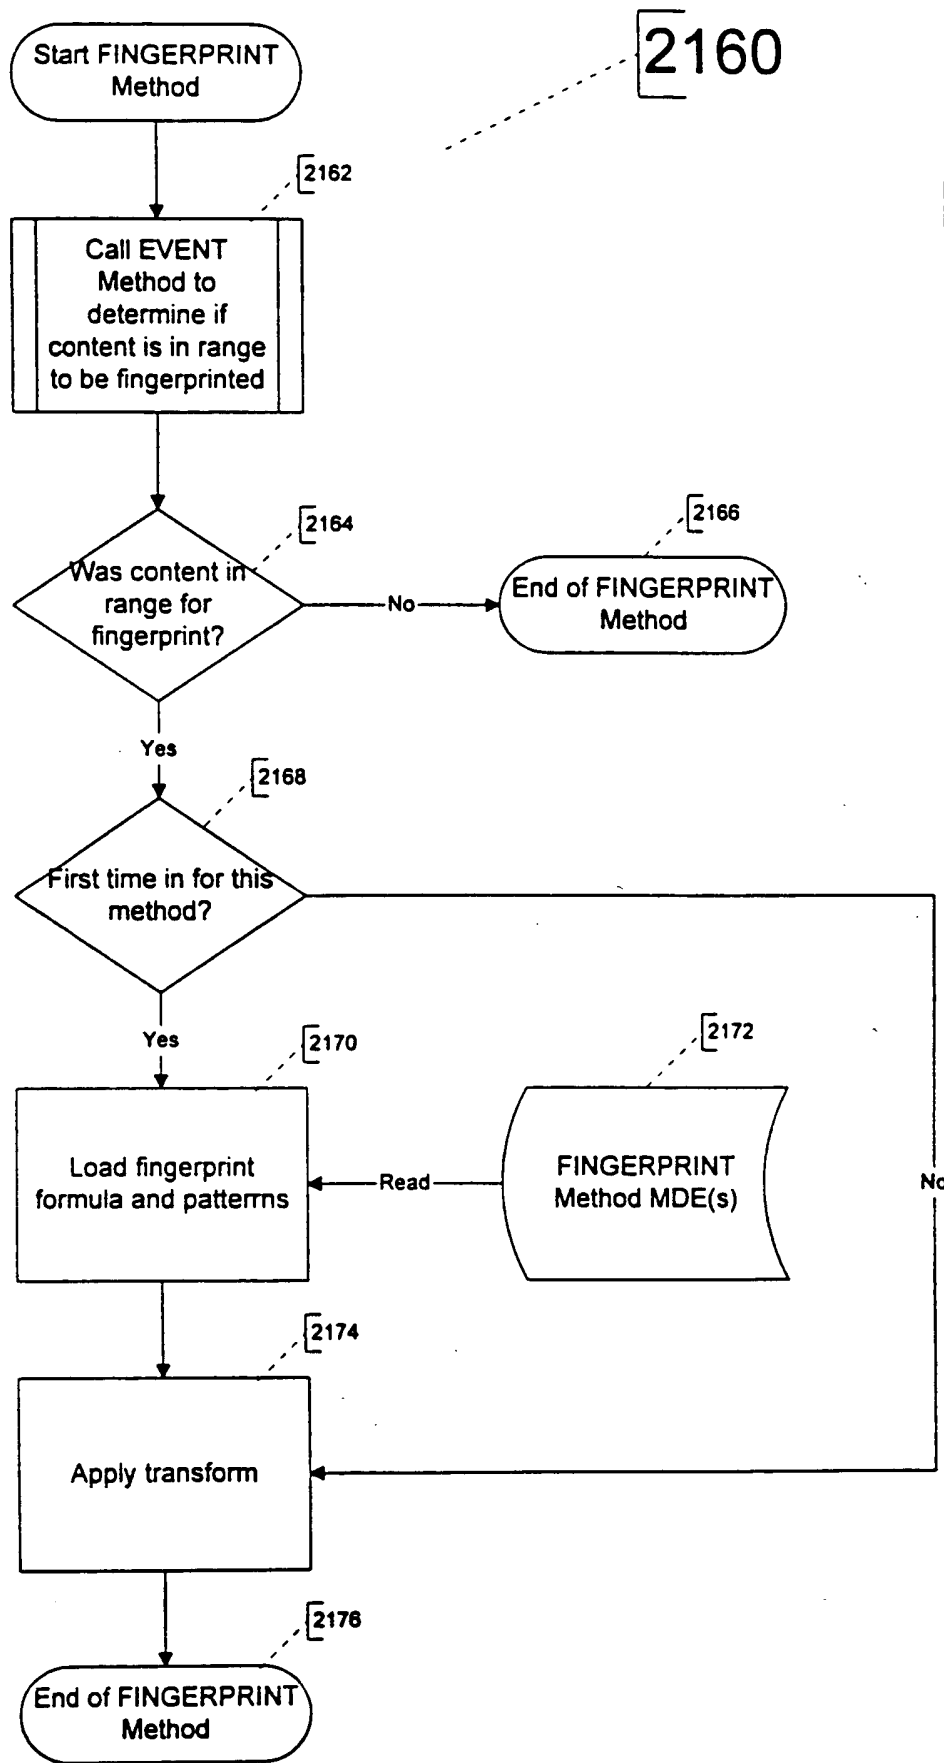 Start FINGERPRINT
Method
2160
2162
Call EVENT
Method to
determine if
content is in range
to be fingerprinted
2164
Was content in
range for
fingerprint?
No
2166
End of FINGERPRINT
Method
Yes
2168
First time in for this
method?
Yes
2170
2172
Load fingerprint
formula and patterrns
Read
FINGERPRINT
Method MDE(s)
No
2174
Apply transform
2176
End of FINGERPRINT
Method